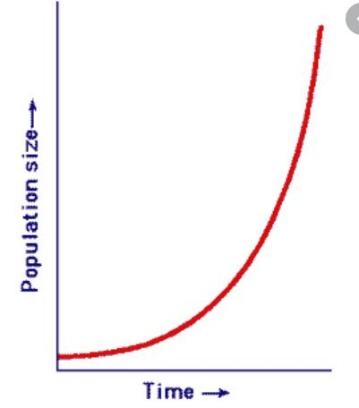 Population size→
Time →